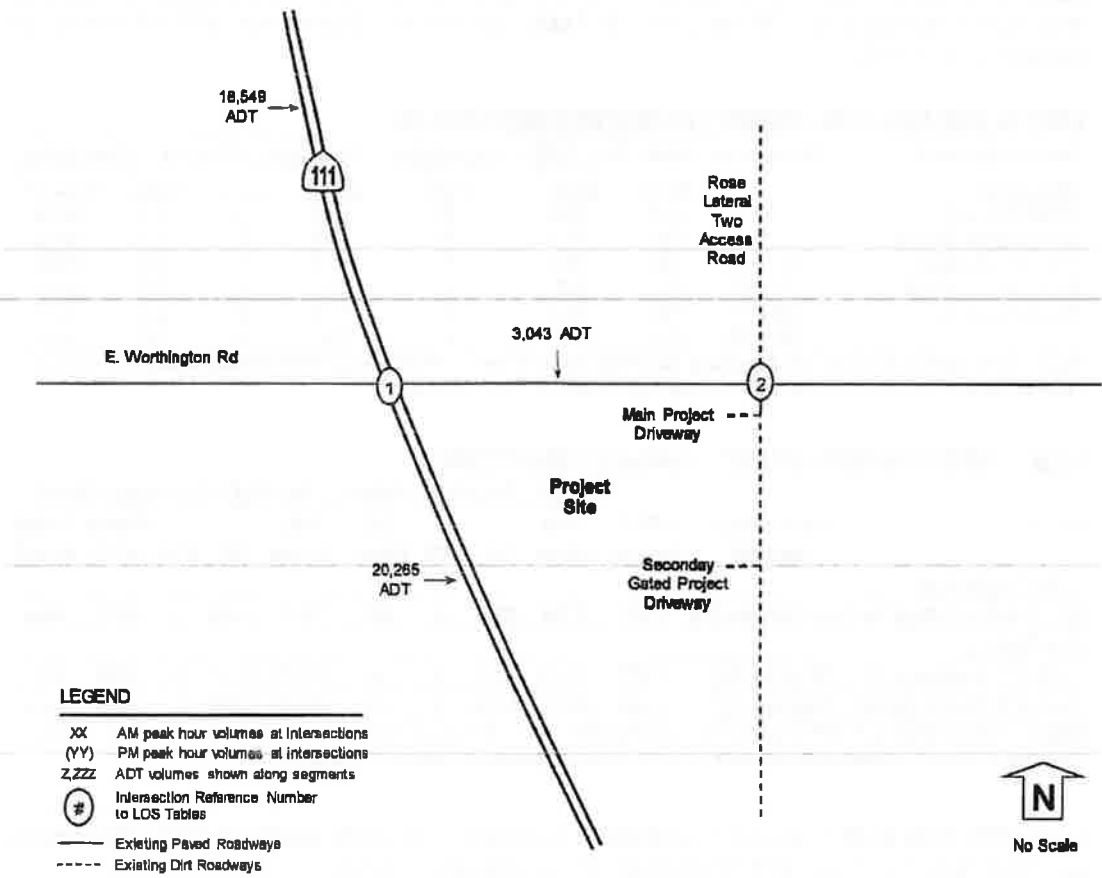 18,549
ADT
111
Rose
Lateral
Two
Access
Road
3,043 ADT
E. Worthington Rd
1
2
Main Project
Driveway
Project
Site
20,265
ADT
Seconday
Gated Project
Driveway
LEGEND
XX AM peak hour volumes at intersections
(YY) PM peak hour volumes at intersections
Z,ZZZ ADT volumes shown along segments
# Intersection Reference Number
to LOS Tables
Existing Paved Roadways
Existing Dirt Roadways
N
No Scale